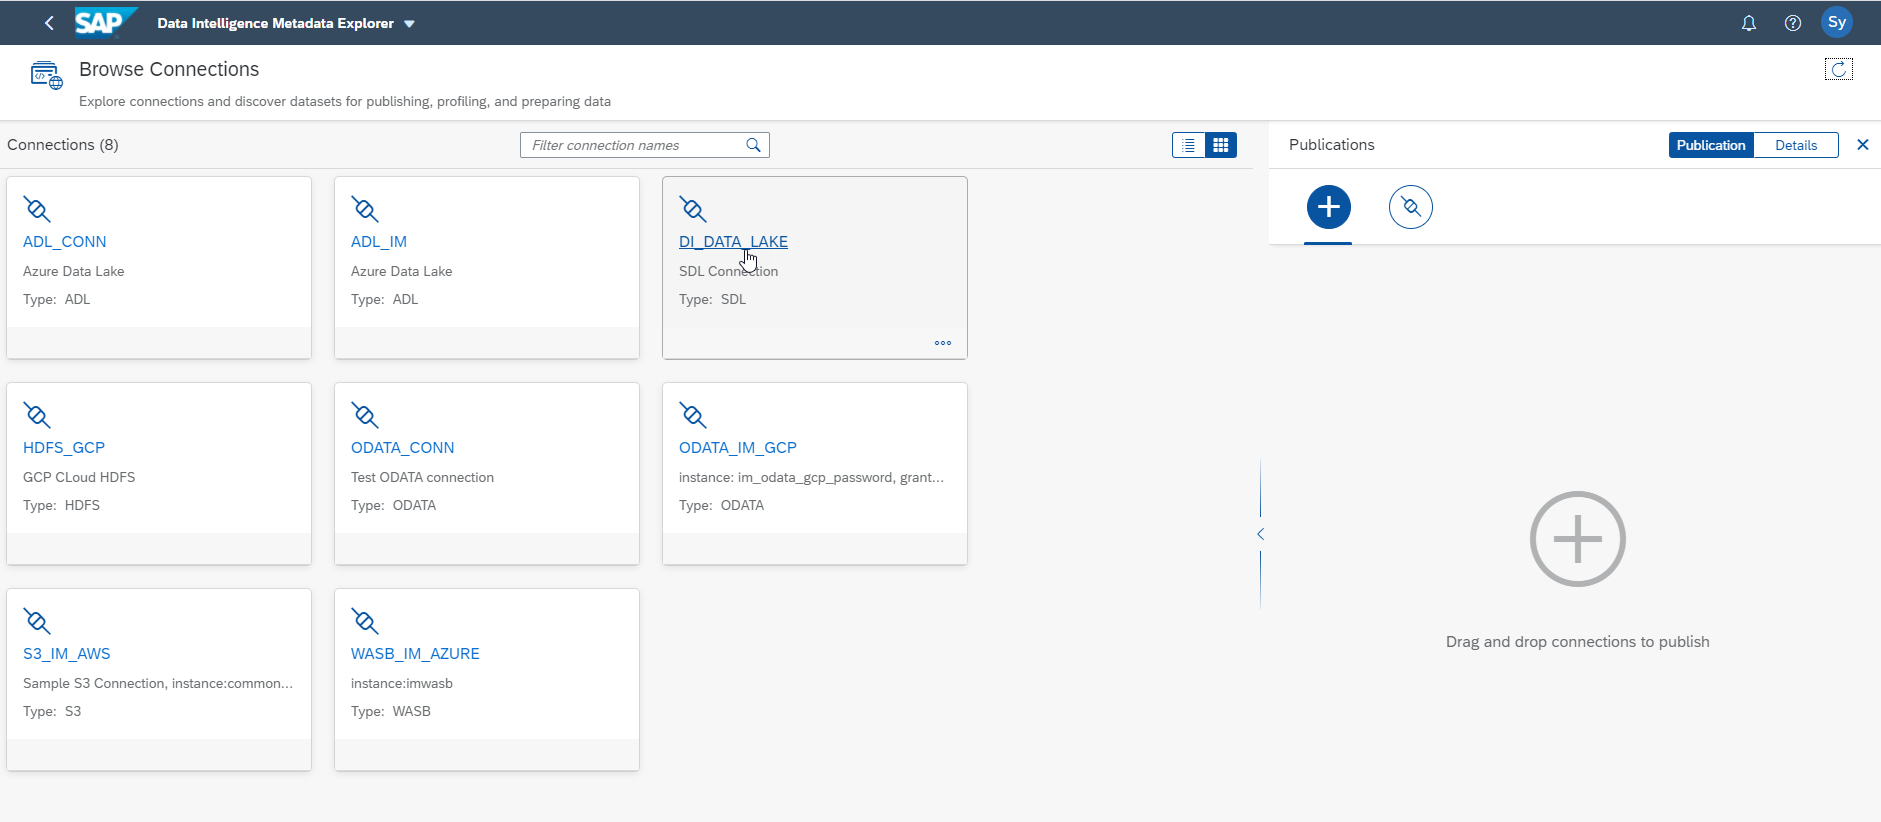 SAP Data Intelligence Metadata Explorer
Sy
Browse Connections
Explore connections and discover datasets for publishing, profiling, and preparing data
Connections (8)
Filter connection names
Publications
Publication
Details
ADL_CONN
Azure Data Lake
Type: ADL
ADL_IM
Azure Data Lake
Type: ADL
DI_DATA_LAKE
SDL Connection
Type: SDL
HDFS_GCP
GCP CLoud HDFS
Type: HDFS
ODATA_CONN
Test ODATA connection
Type: ODATA
ODATA_IM_GCP
instance: im_odata_gcp_password, grant...
Type: ODATA
S3_IM_AWS
Sample S3 Connection, instance:common...
Type: S3
WASB_IM_AZURE
instance:imwasb
Type: WASB
Drag and drop connections to publish